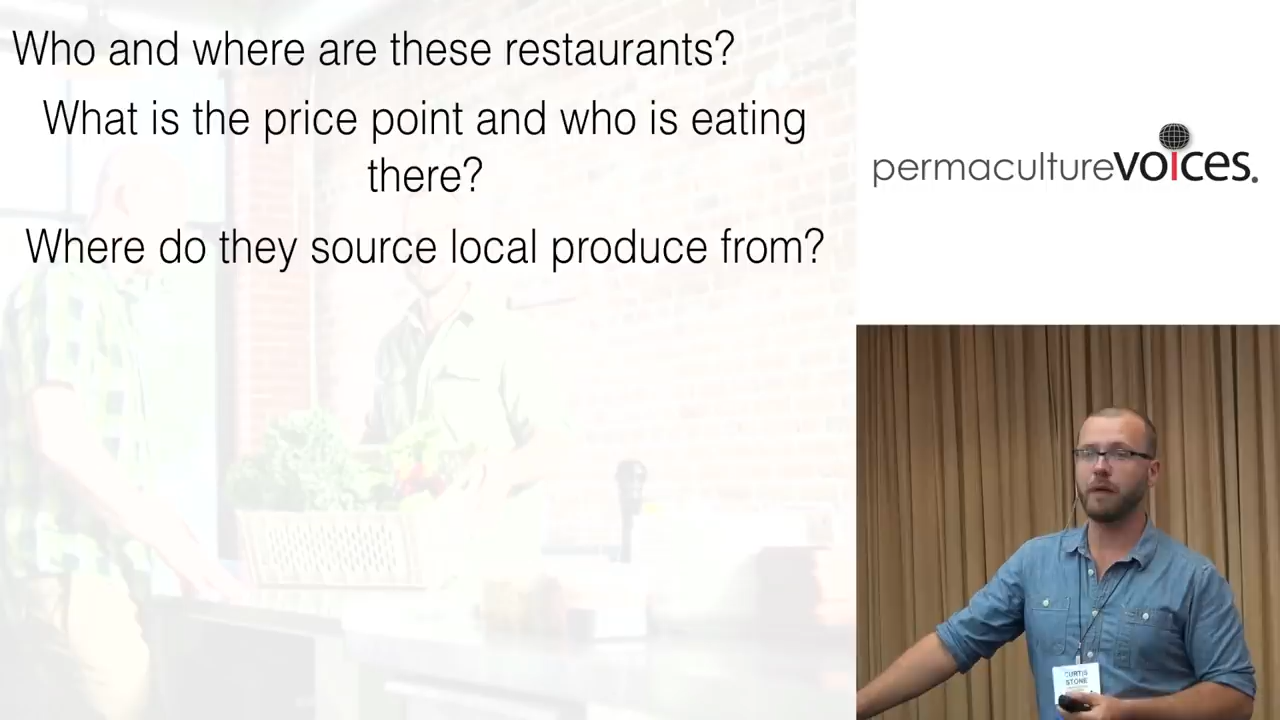 Who and where are these restaurants?
What is the price point and who is eating
there?
Where do they source local produce from?
permaculturevoices.
CURTIS
STONE